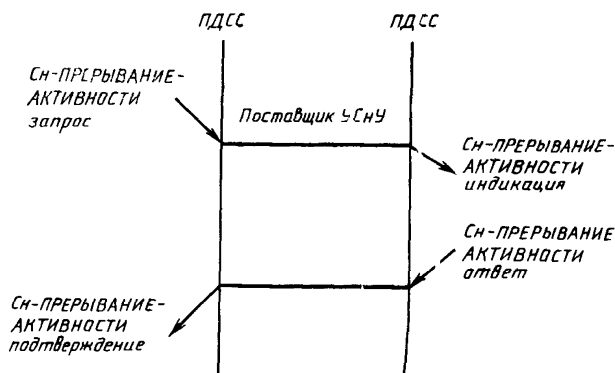 ПДСС
ПДСС
Сн-ПРЕРЫВАНИЕ-
АКТИВНОСТИ
запрос
Поставщик УСнУ
Сн-ПРЕРЫВАНИЕ-
АКТИВНОСТИ
индикация
Сн-ПРЕРЫВАНИЕ
АКТИВНОСТИ
ответ
Сн-ПРЕРЫВАНИЕ-
АКТИВНОСТИ
подтверждение